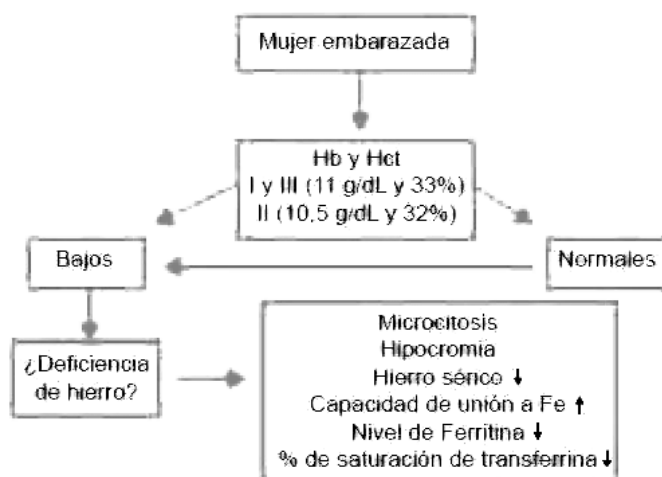 Mujer embarazada
Hb y Hct
I y III (11 g/dL y 33%)
II (10,5 g/dL y 32%)
Bajos
Normales
¿Deficiencia
de hierro?
Microcitosis
Hipocromia
Hierro sérico ↓
Capacidad de unión a Fe ↑
Nivel de Ferritina ↓
% de saturación de transferrina ↓